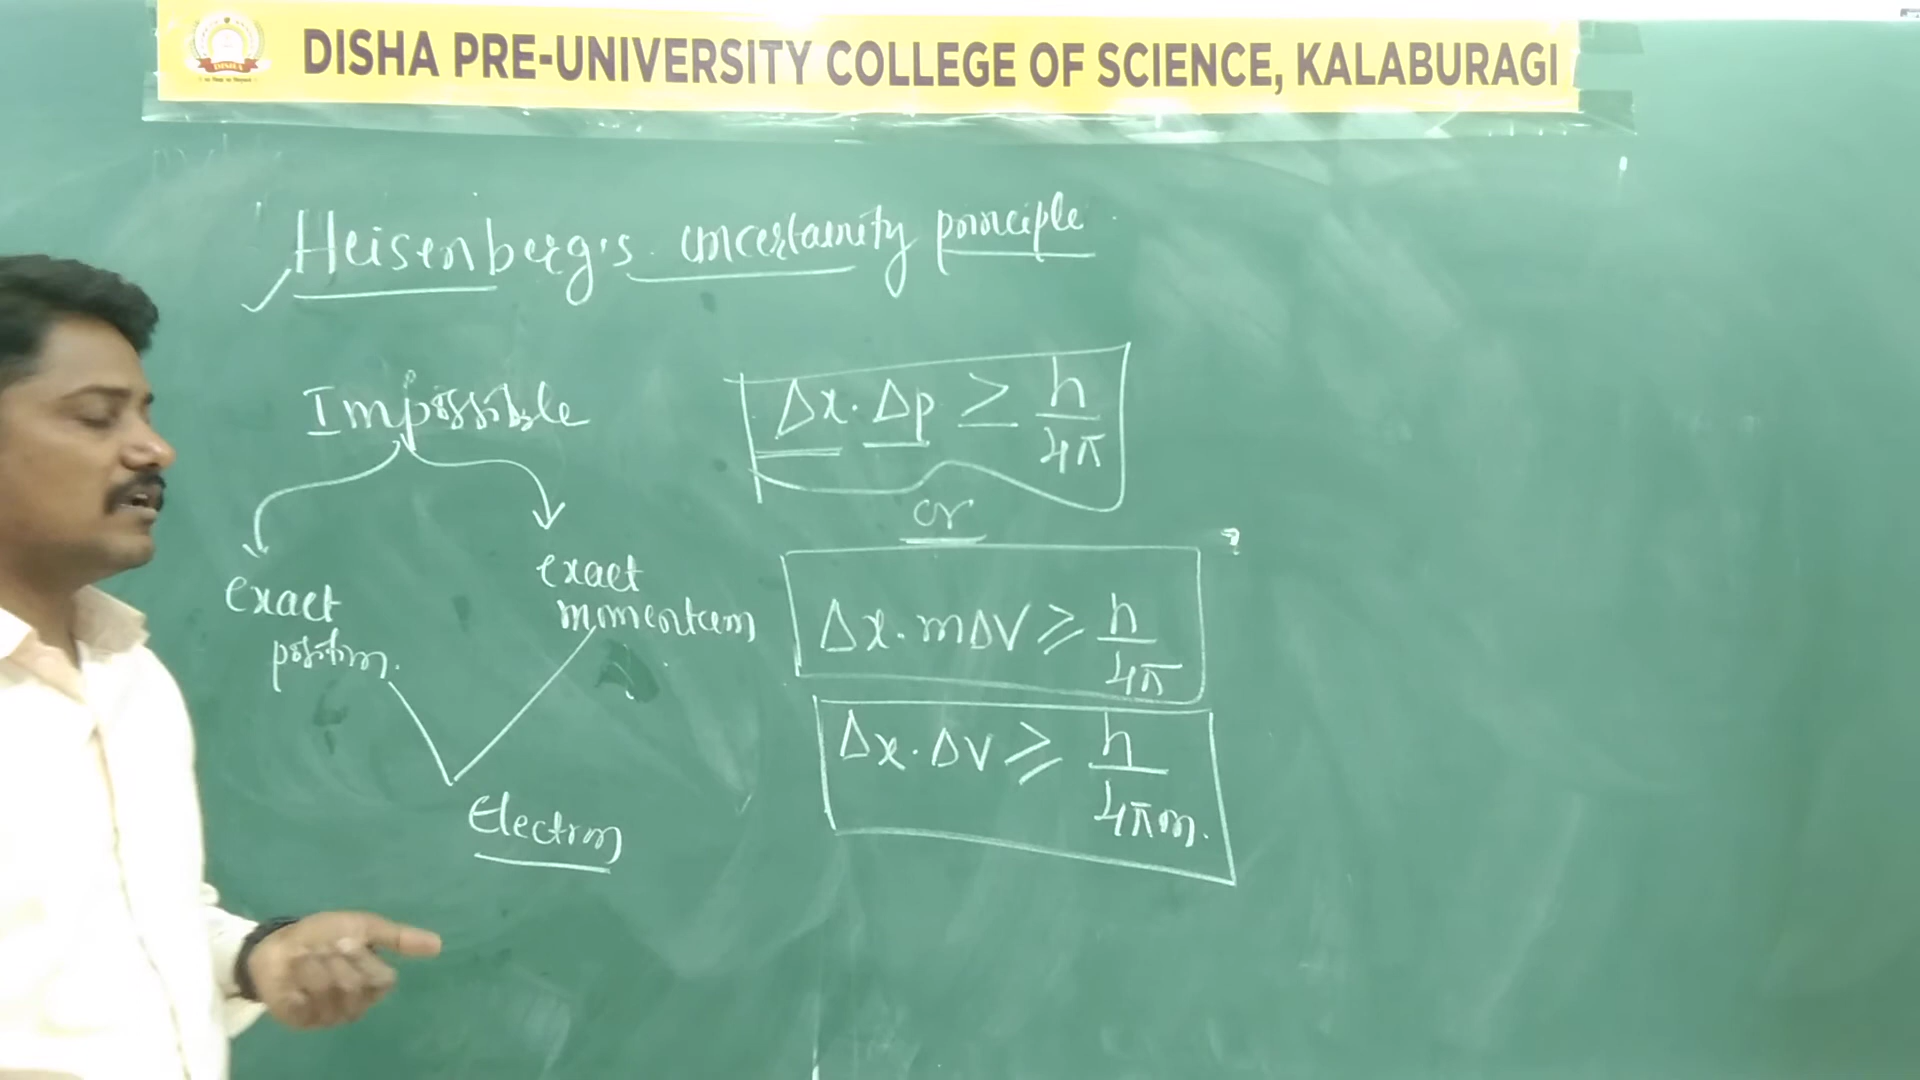 DISHA PRE-UNIVERSITY COLLEGE OF SCIENCE, KALABURAGI
DISHA
Heisenberg's uncertainity principle
Impossible
exact
position.
exact
momentum
Electron
Δx · Δp ≥ h/4π
or
Δx · mΔV ≥ h/4π
Δx · ΔV ≥ h/4πm.